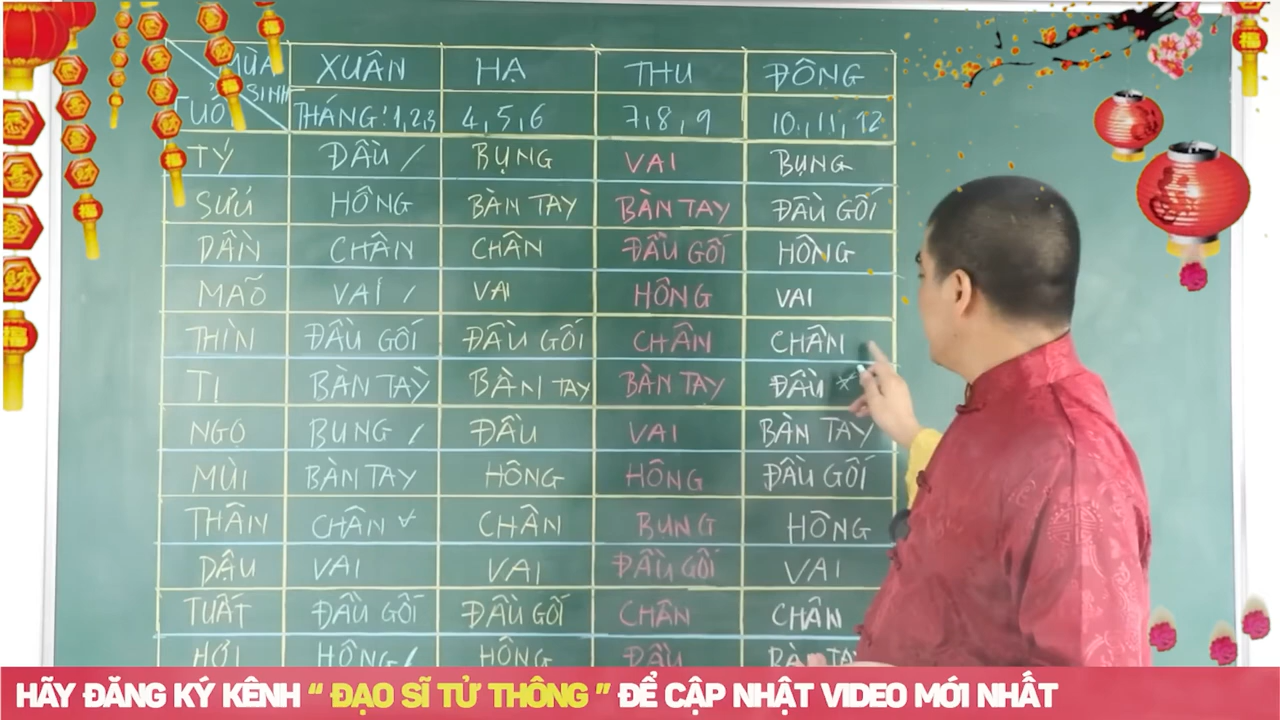 MÙA SINH XUÂN HẠ THU ĐÔNG
TUỔI THÁNG: 1,2,3 4,5,6 7,8,9 10,11,12
TÝ ĐẦU BỤNG VAI BỤNG
SỬU HÔNG BÀN TAY BÀN TAY ĐẦU GỐI
DẦN CHÂN CHÂN ĐẦU GỐI HÔNG
MÃO VAI VAI HÔNG VAI
THÌN ĐẦU GỐI ĐẦU GỐI CHÂN CHÂN
TỊ BÀN TAY BÀN TAY BÀN TAY ĐẦU
NGỌ BỤNG ĐẦU VAI BÀN TAY
MÙI BÀN TAY HÔNG HÔNG ĐẦU GỐI
THÂN CHÂN CHÂN BỤNG HÔNG
DẬU VAI VAI ĐẦU GỐI VAI
TUẤT ĐẦU GỐI ĐẦU GỐI CHÂN CHÂN
HỢI HÔNG HÔNG ĐẦU BÀN TAY
HÃY ĐĂNG KÝ KÊNH “ ĐẠO SĨ TỬ THÔNG ” ĐỂ CẬP NHẬT VIDEO MỚI NHẤT